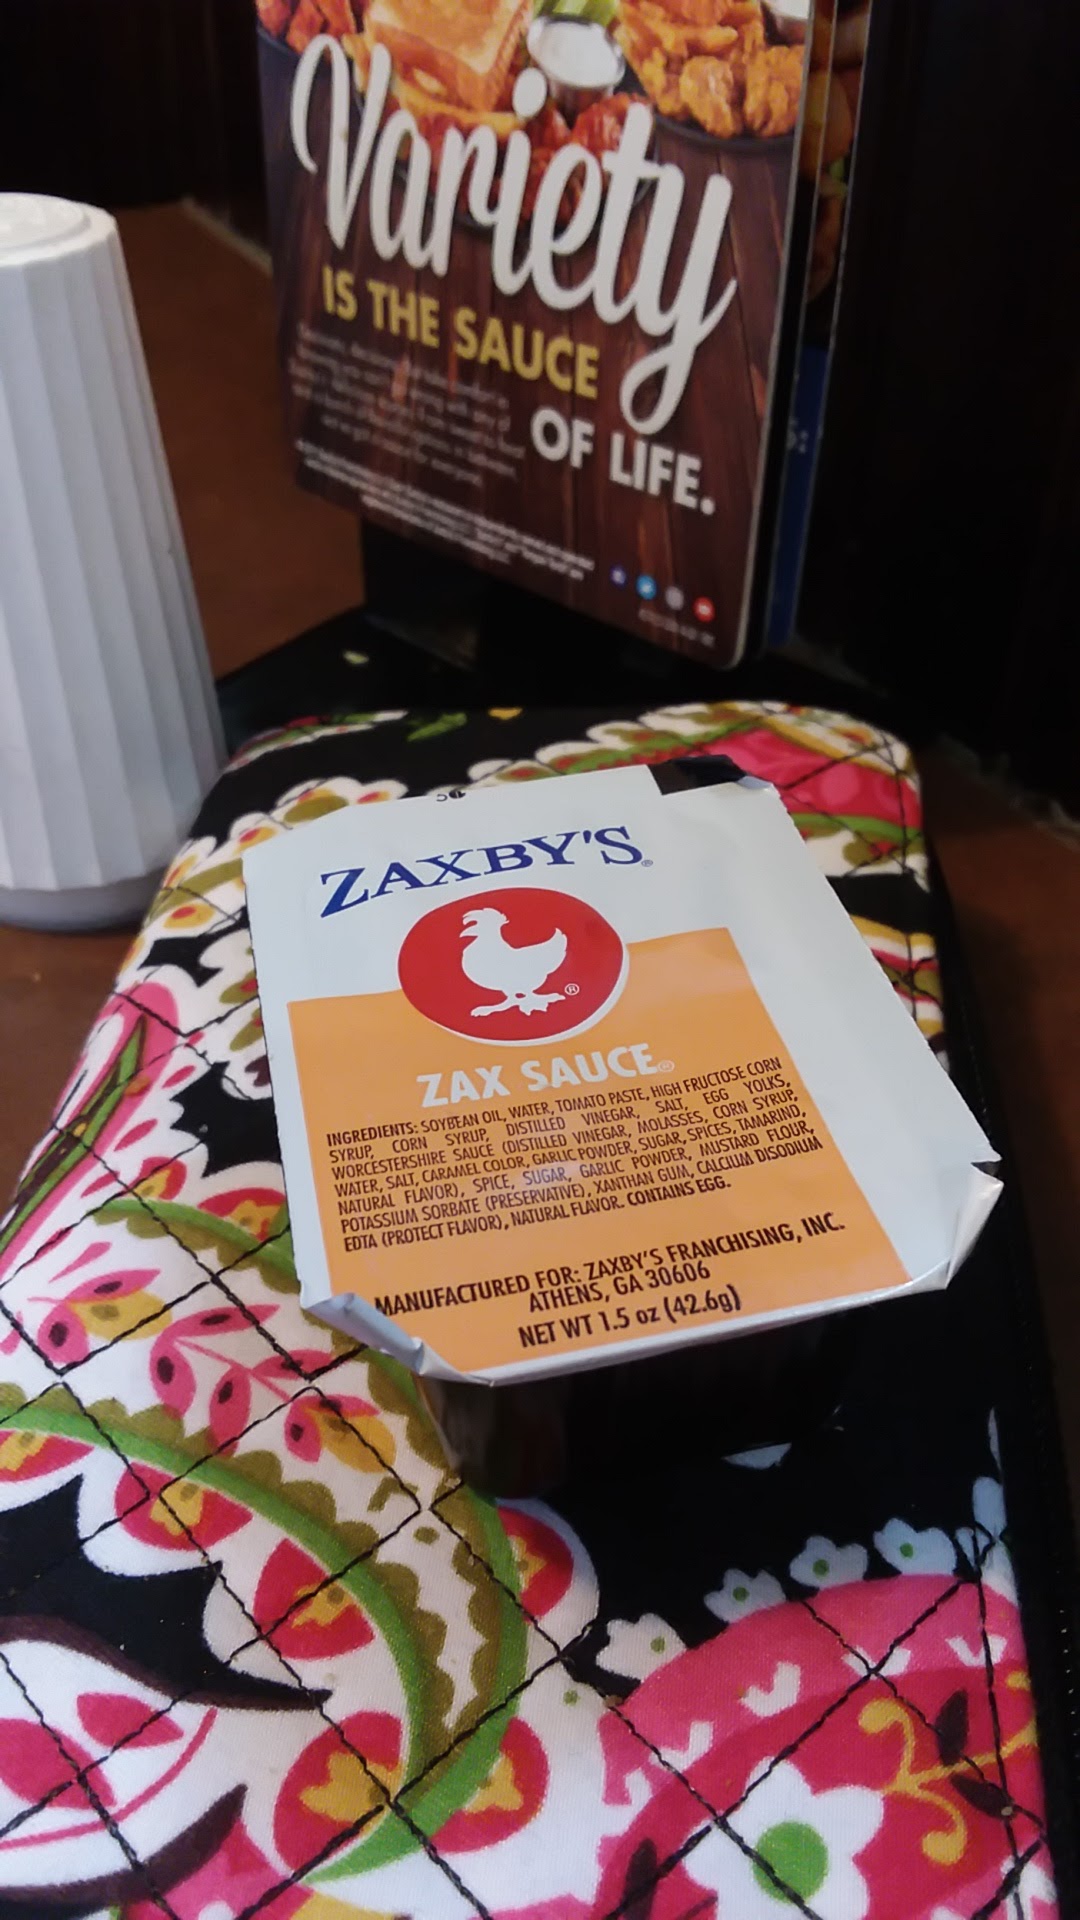 Variety
IS THE SAUCE
OF LIFE.
ZAXBY'S®
®
ZAX SAUCE®
INGREDIENTS: SOYBEAN OIL, WATER, TOMATO PASTE, HIGH FRUCTOSE CORN
SYRUP, CORN SYRUP, DISTILLED VINEGAR, SALT, EGG YOLKS,
WORCESTERSHIRE SAUCE (DISTILLED VINEGAR, MOLASSES, CORN SYRUP,
WATER, SALT, CARAMEL COLOR, GARLIC POWDER, SUGAR, SPICES, TAMARIND,
NATURAL FLAVOR), SPICE, SUGAR, GARLIC POWDER, MUSTARD FLOUR,
POTASSIUM SORBATE (PRESERVATIVE), XANTHAN GUM, CALCIUM DISODIUM
EDTA (PROTECT FLAVOR), NATURAL FLAVOR. CONTAINS EGG.
MANUFACTURED FOR: ZAXBY'S FRANCHISING, INC.
ATHENS, GA 30606
NET WT 1.5 oz (42.6g)